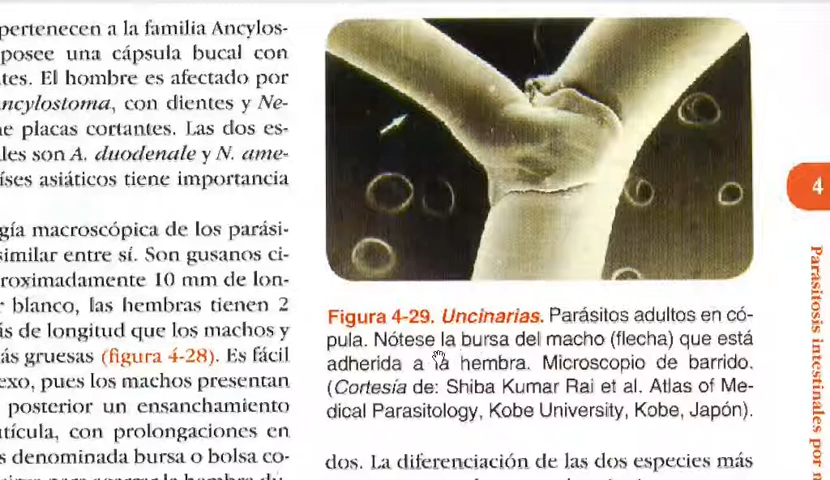 pertenecen a la familia Ancylos-
posee una cápsula bucal con
tes. El hombre es afectado por
ncylostoma, con dientes y Ne-
e placas cortantes. Las dos es-
les son A. duodenale y N. ame-
íses asiáticos tiene importancia
gía macroscópica de los parási-
similar entre sí. Son gusanos ci-
roximadamente 10 mm de lon-
r blanco, las hembras tienen 2
ás de longitud que los machos y
ás gruesas (figura 4-28). Es fácil
exo, pues los machos presentan
posterior un ensanchamiento
tícula, con prolongaciones en
s denominada bursa o bolsa co-
Figura 4-29. Uncinarias. Parásitos adultos en có-
pula. Nótese la bursa del macho (flecha) que está
adherida a la hembra. Microscopio de barrido.
(Cortesía de: Shiba Kumar Rai et al. Atlas of Me-
dical Parasitology, Kobe University, Kobe, Japón).
dos. La diferenciación de las dos especies más
4
Parasitosis intestinales por n